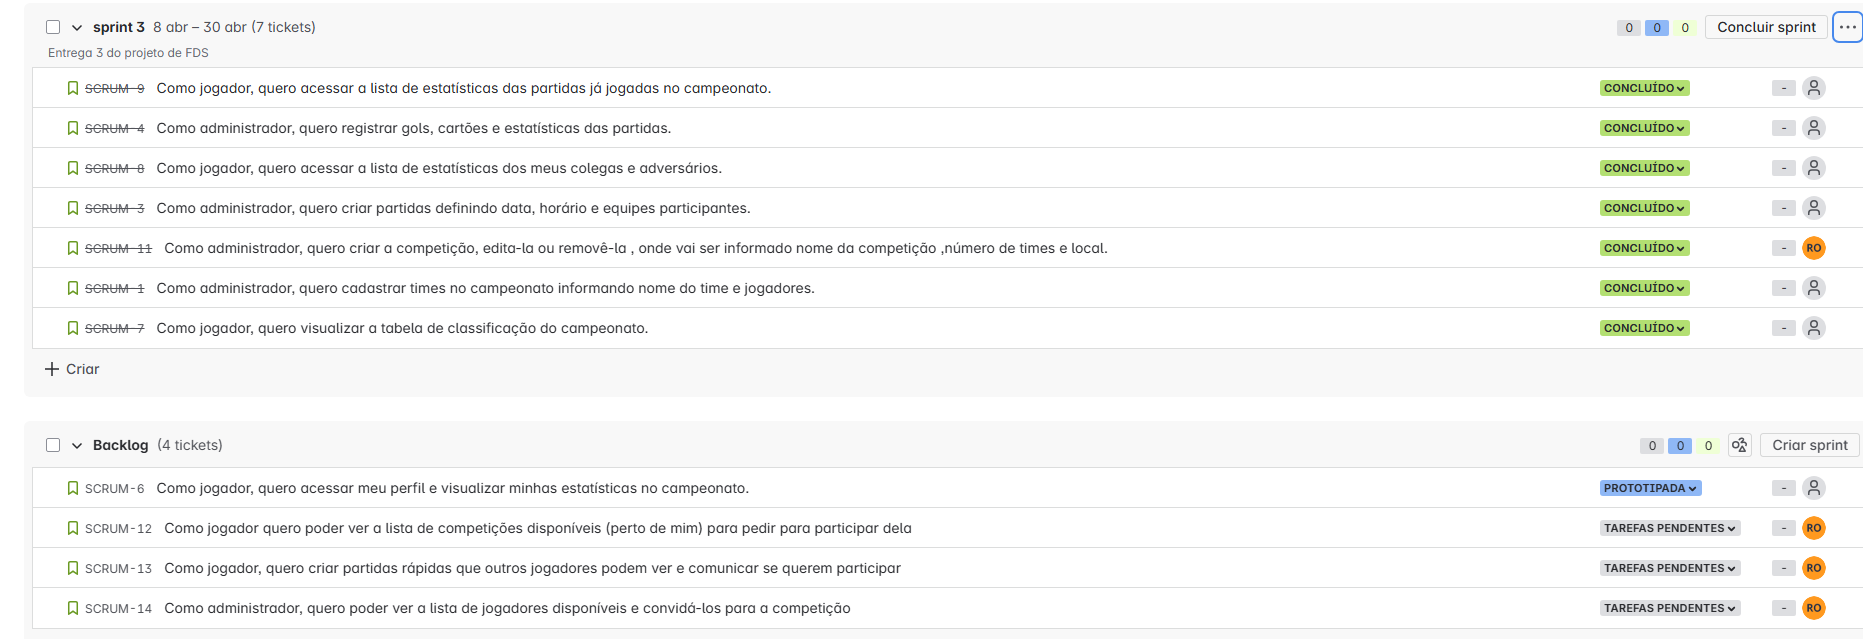 sprint 3 8 abr – 30 abr (7 tickets) 0 0 0 Concluir sprint
Entrega 3 do projeto de FDS
SCRUM-9 Como jogador, quero acessar a lista de estatísticas das partidas já jogadas no campeonato. CONCLUÍDO -
SCRUM-4 Como administrador, quero registrar gols, cartões e estatísticas das partidas. CONCLUÍDO -
SCRUM-8 Como jogador, quero acessar a lista de estatísticas dos meus colegas e adversários. CONCLUÍDO -
SCRUM-3 Como administrador, quero criar partidas definindo data, horário e equipes participantes. CONCLUÍDO -
SCRUM-11 Como administrador, quero criar a competição, edita-la ou removê-la , onde vai ser informado nome da competição ,número de times e local. CONCLUÍDO - RO
SCRUM-1 Como administrador, quero cadastrar times no campeonato informando nome do time e jogadores. CONCLUÍDO -
SCRUM-7 Como jogador, quero visualizar a tabela de classificação do campeonato. CONCLUÍDO -
Criar
Backlog (4 tickets) 0 0 0 Criar sprint
SCRUM-6 Como jogador, quero acessar meu perfil e visualizar minhas estatísticas no campeonato. PROTOTIPADA -
SCRUM-12 Como jogador quero poder ver a lista de competições disponíveis (perto de mim) para pedir para participar dela TAREFAS PENDENTES - RO
SCRUM-13 Como jogador, quero criar partidas rápidas que outros jogadores podem ver e comunicar se querem participar TAREFAS PENDENTES - RO
SCRUM-14 Como administrador, quero poder ver a lista de jogadores disponíveis e convidá-los para a competição TAREFAS PENDENTES - RO